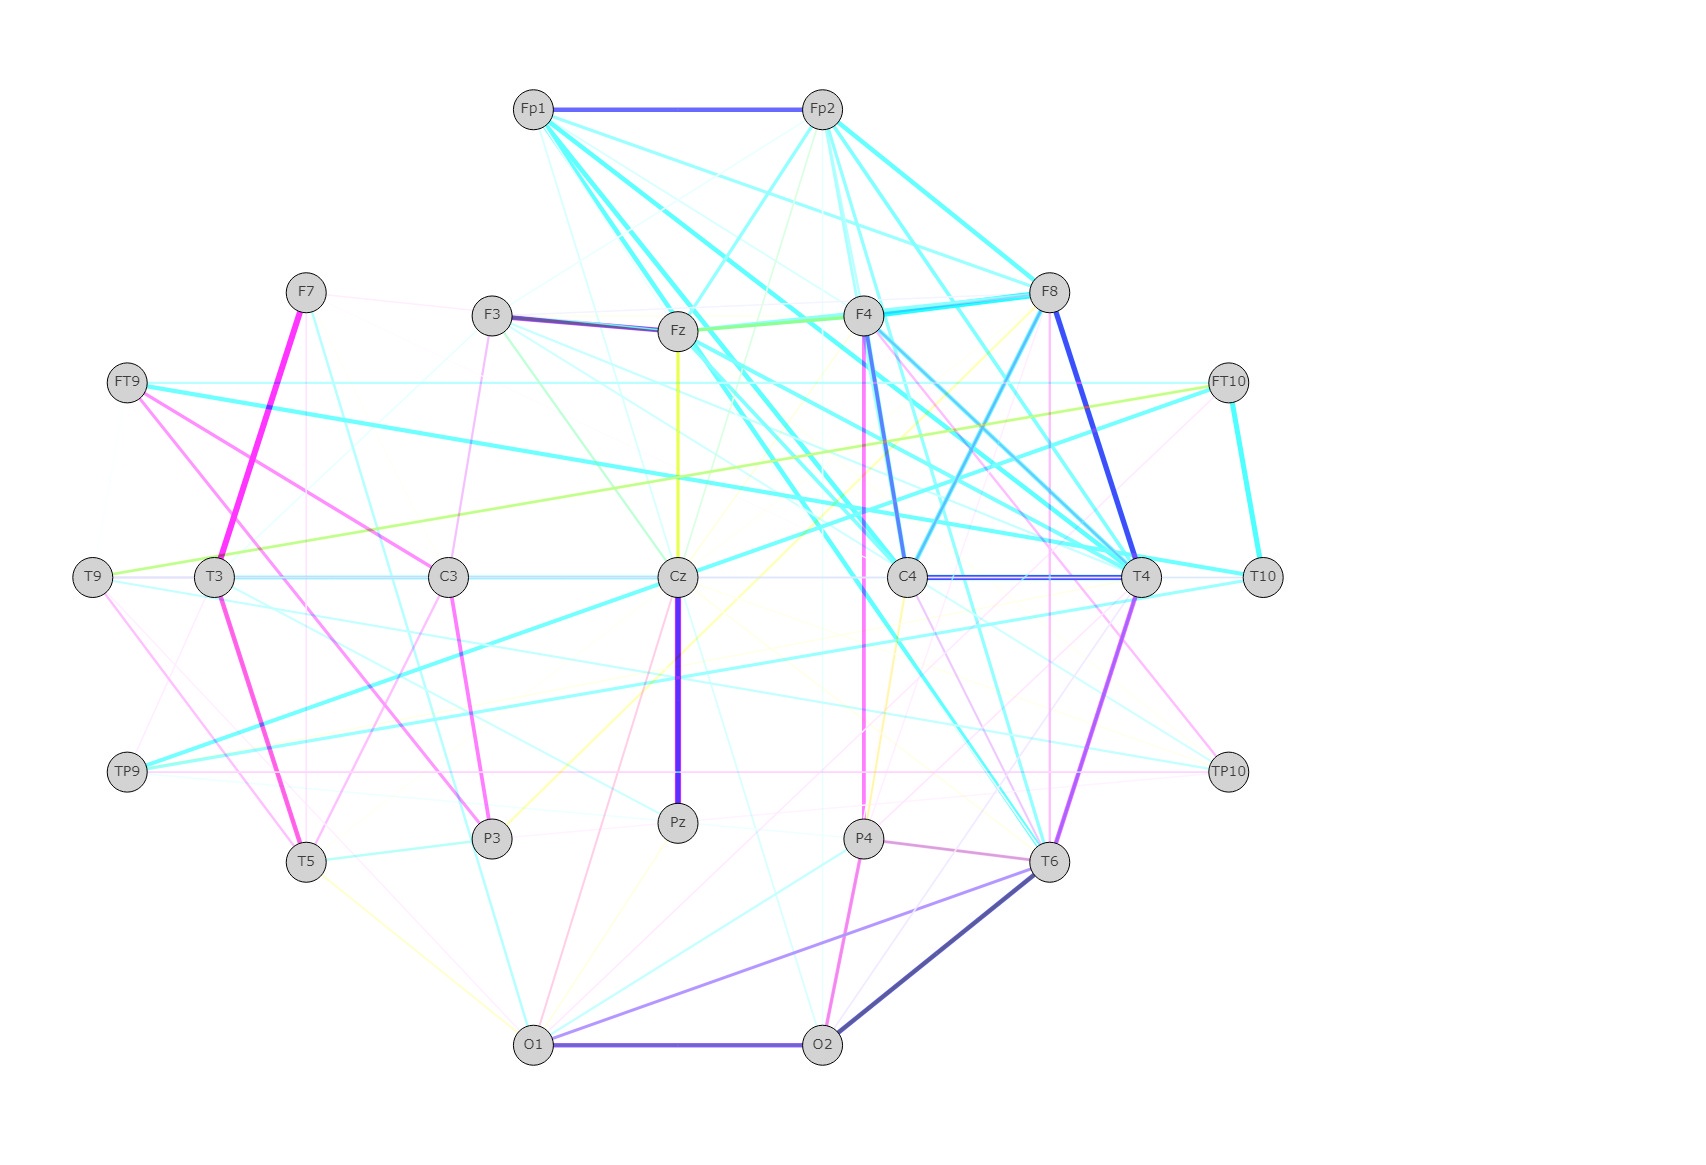 Fp1 Fp2
F7 F8
F3 Fz F4
FT9 FT10
T9 T3 C3 Cz C4 T4 T10
TP9 TP10
Pz
P3 P4
T5 T6
O1 O2